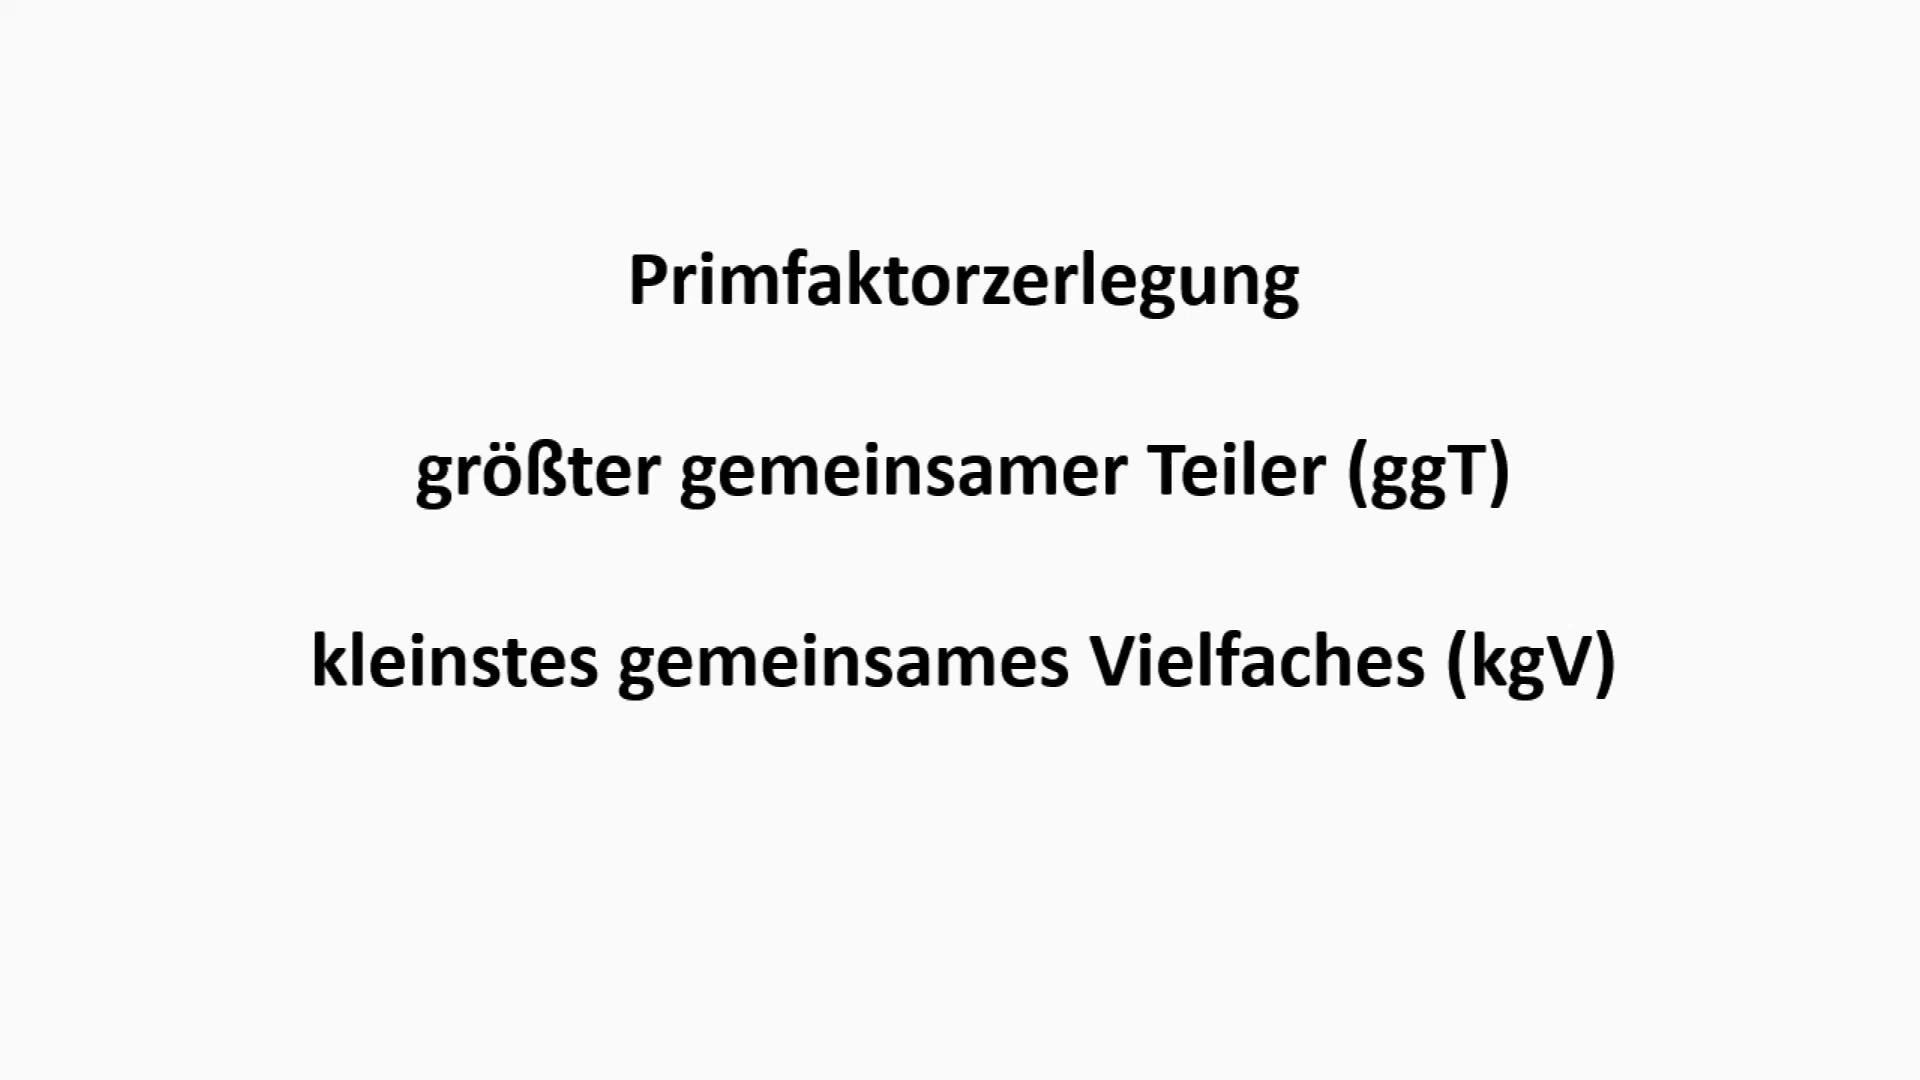 Primfaktorzerlegung
größter gemeinsamer Teiler (ggT)
kleinstes gemeinsames Vielfaches (kgV)